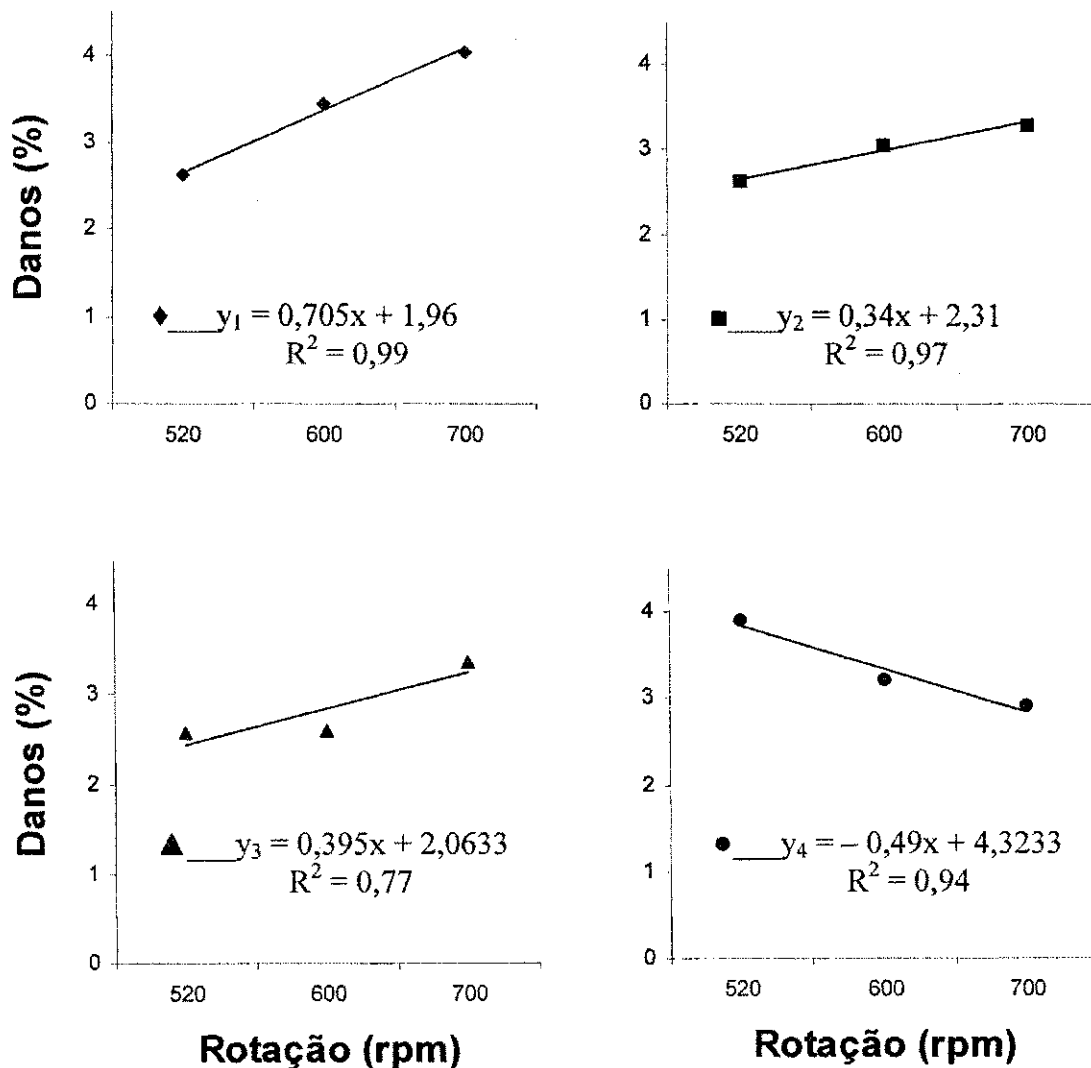 Danos (%)
4
3
2
1
0
y₁ = 0,705x + 1,96
R² = 0,99
520 600 700
4
3
2
1
0
y₂ = 0,34x + 2,31
R² = 0,97
520 600 700
Danos (%)
4
3
2
1
0
y₃ = 0,395x + 2,0633
R² = 0,77
520 600 700
Rotação (rpm)
4
3
2
1
0
y₄ = – 0,49x + 4,3233
R² = 0,94
520 600 700
Rotação (rpm)